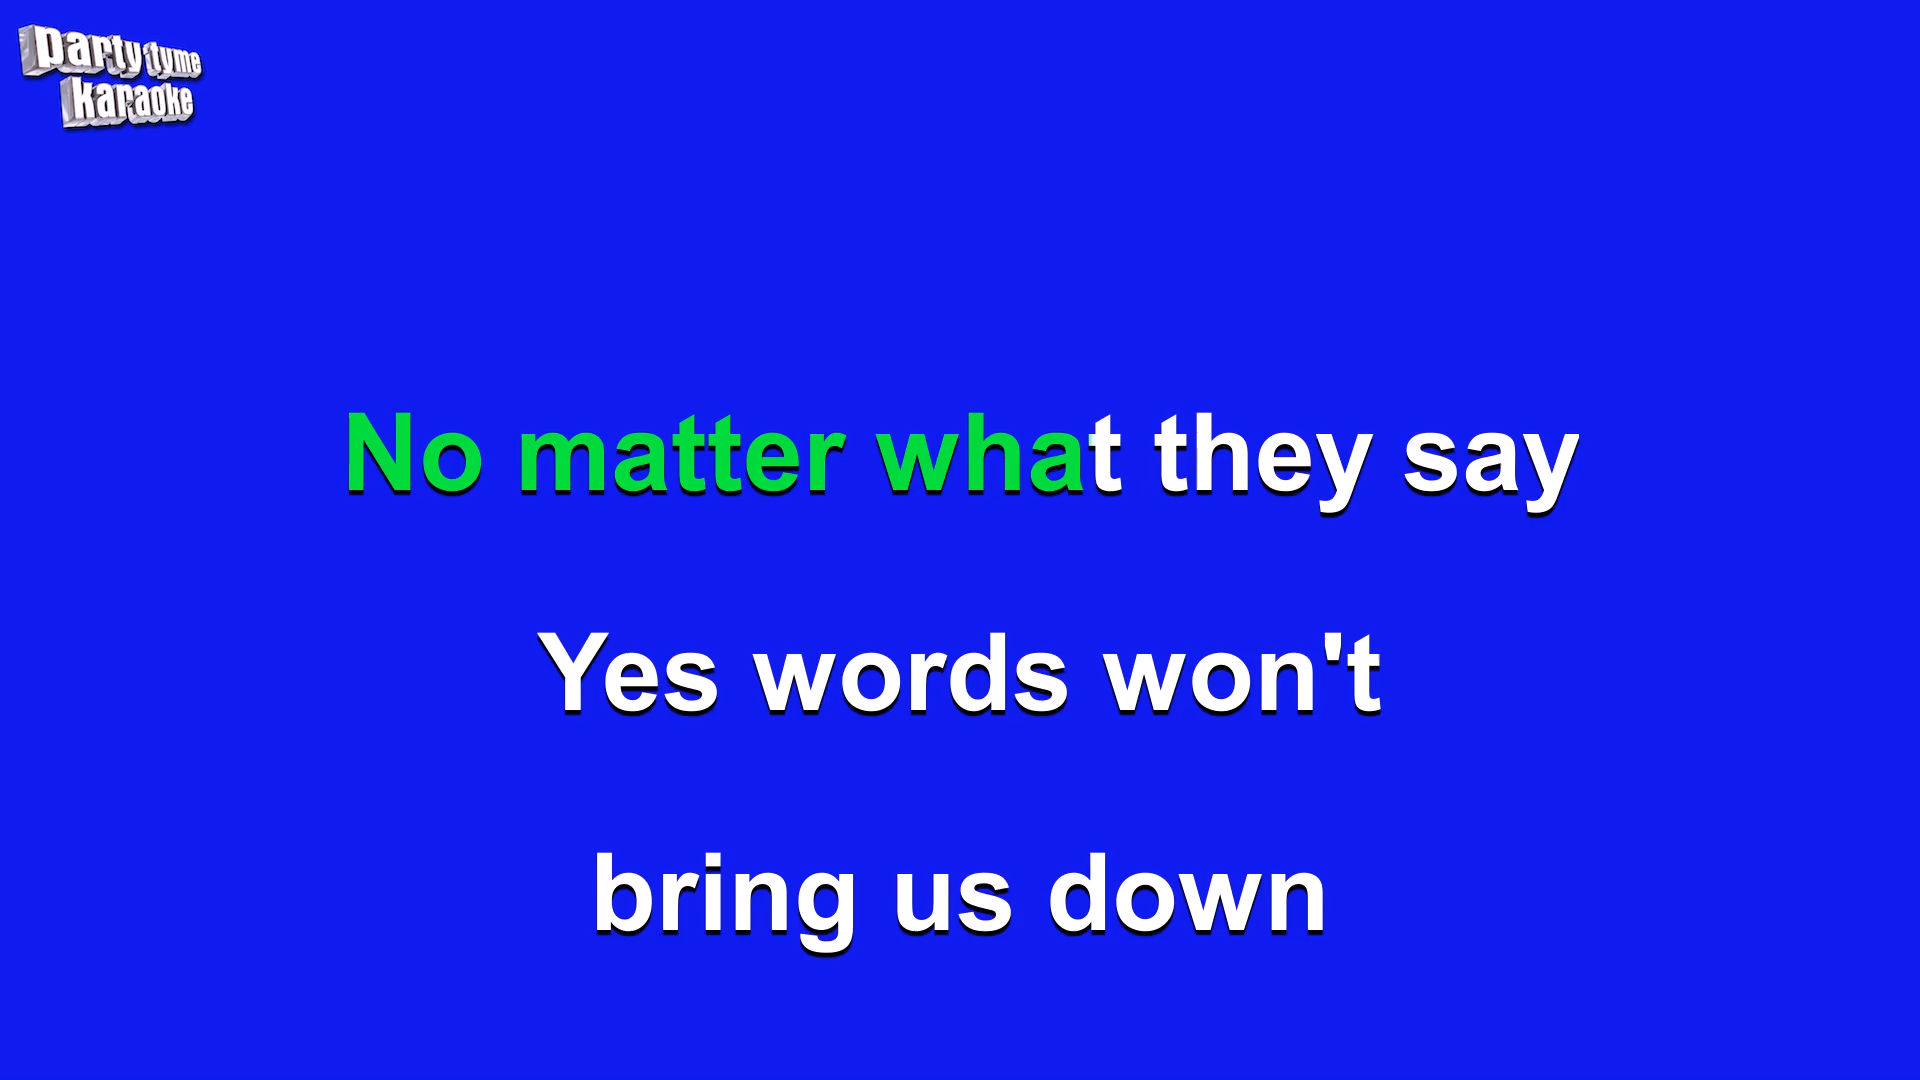 party tyme
karaoke
No matter what they say
Yes words won't
bring us down